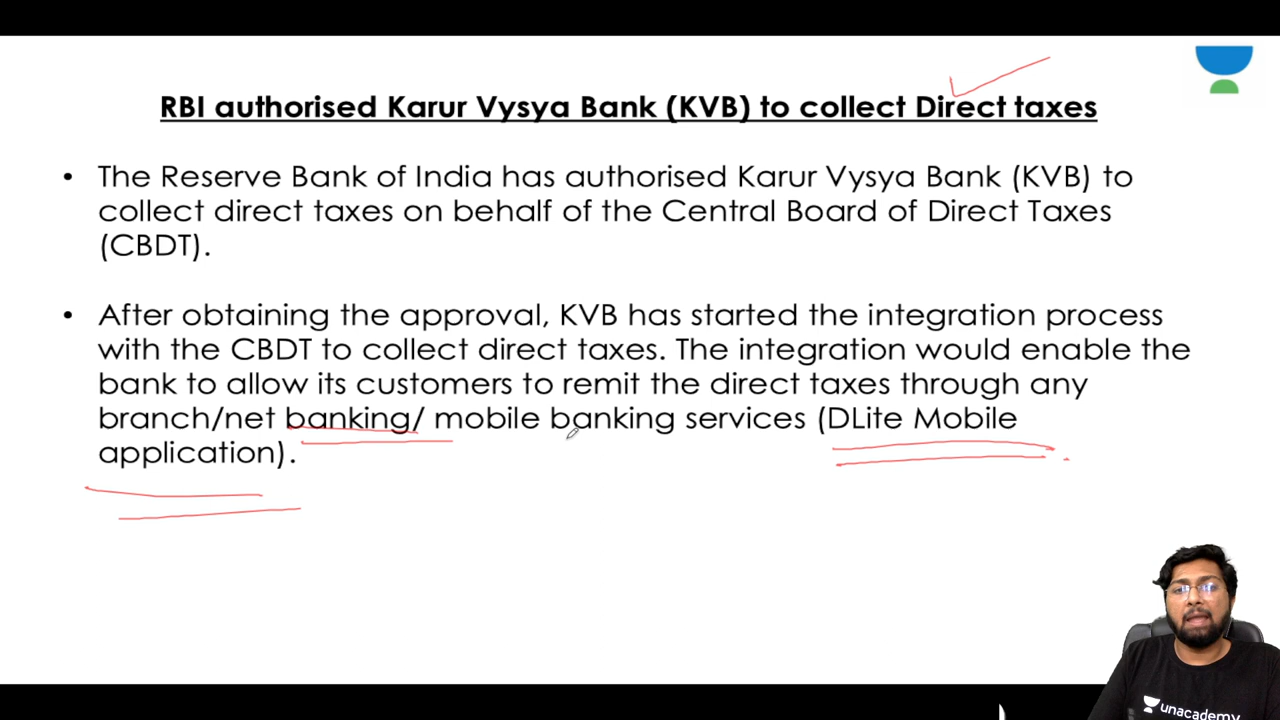 RBI authorised Karur Vysya Bank (KVB) to collect Direct taxes
• The Reserve Bank of India has authorised Karur Vysya Bank (KVB) to
collect direct taxes on behalf of the Central Board of Direct Taxes
(CBDT).
• After obtaining the approval, KVB has started the integration process
with the CBDT to collect direct taxes. The integration would enable the
bank to allow its customers to remit the direct taxes through any
branch/net banking/ mobile banking services (DLite Mobile
application).
unacademy